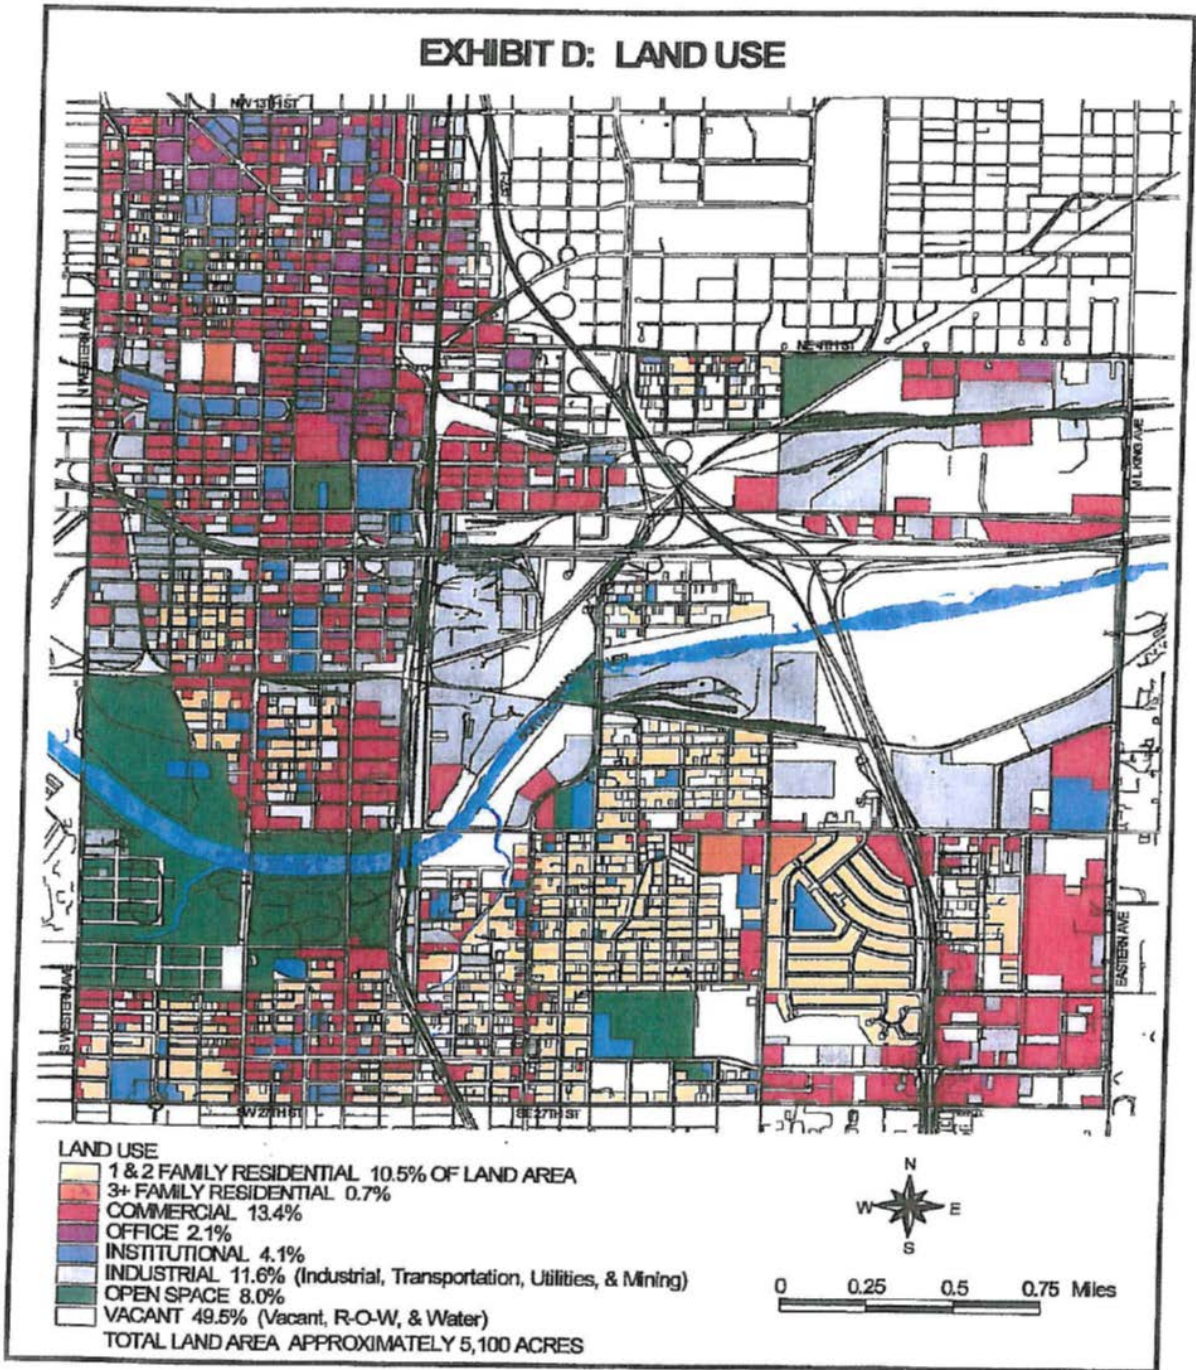 EXHIBIT D: LAND USE
NW 13TH ST
N WESTERN AVE
NE 4TH ST
M L KING AVE
EASTERN AVE
S WESTERN AVE
SW 27TH ST
SE 27TH ST
LAND USE
1 & 2 FAMILY RESIDENTIAL 10.5% OF LAND AREA
3+ FAMILY RESIDENTIAL 0.7%
COMMERCIAL 13.4%
OFFICE 2.1%
INSTITUTIONAL 4.1%
INDUSTRIAL 11.6% (Industrial, Transportation, Utilities, & Mining)
OPEN SPACE 8.0%
VACANT 49.5% (Vacant, R-O-W, & Water)
TOTAL LAND AREA APPROXIMATELY 5,100 ACRES
N
W E
S
0 0.25 0.5 0.75 Miles